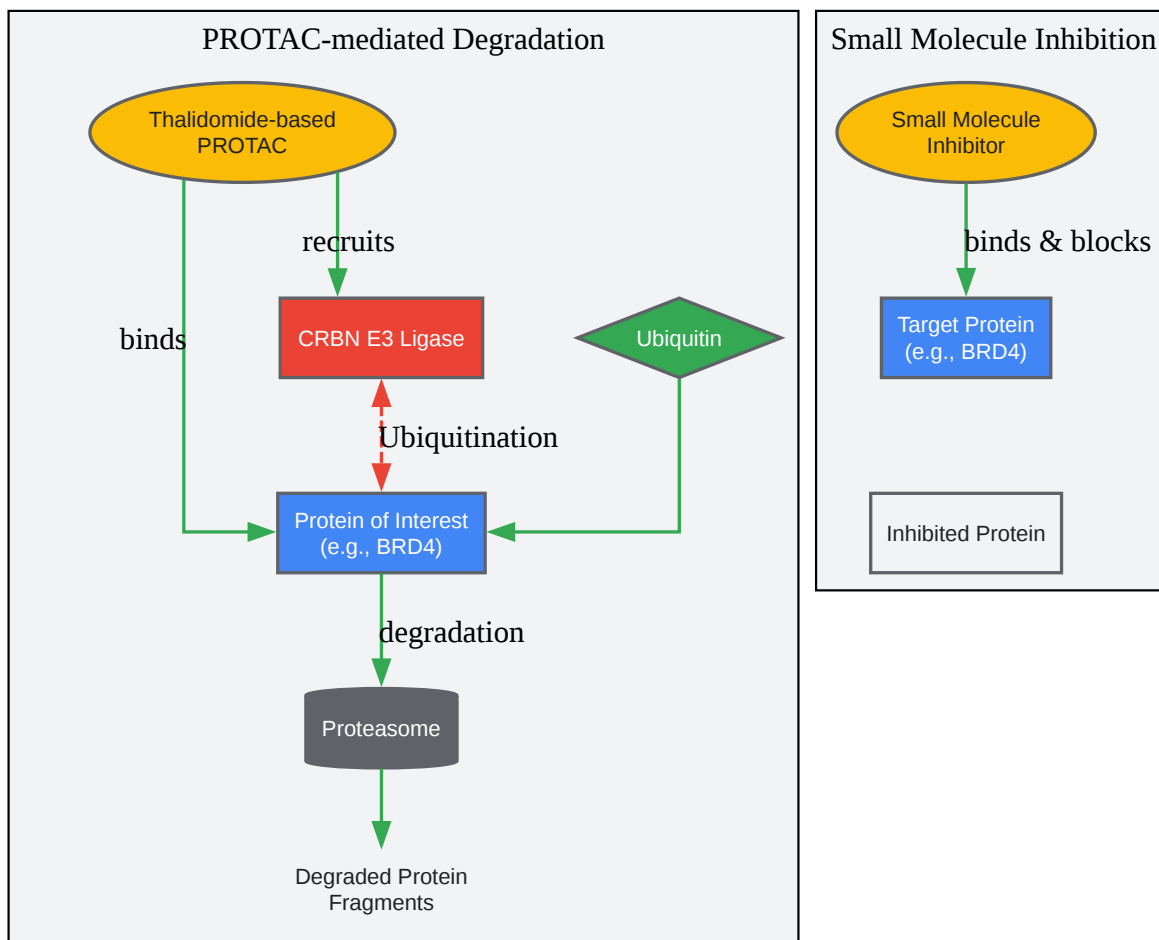 PROTAC-mediated Degradation
Thalidomide-based
PROTAC
recruits
binds
CRBN E3 Ligase
Ubiquitin
Ubiquitination
Protein of Interest
(e.g., BRD4)
degradation
Proteasome
Degraded Protein
Fragments
Small Molecule Inhibition
Small Molecule
Inhibitor
binds & blocks
Target Protein
(e.g., BRD4)
Inhibited Protein